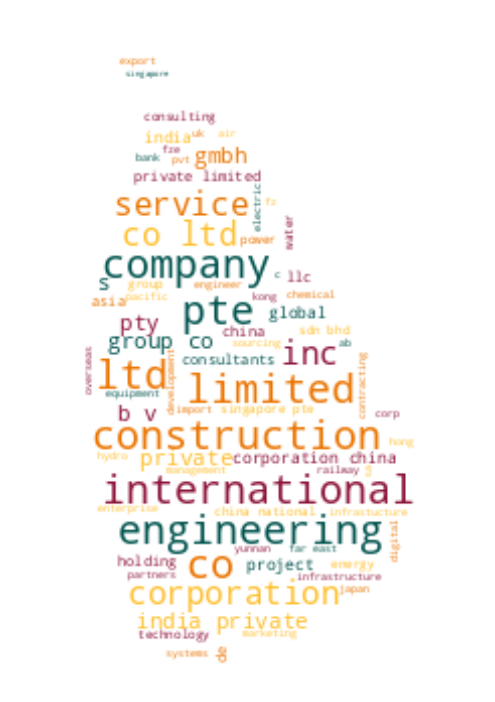 export
singapore
consulting
india uk air
fze
bank pvt gmbh
private limited
electric
service fz
water
co ltd power
company
c llc
s group engineer
asia pacific kong chemical
pte global
pty china sdn bhd
group co sourcing ab
consultants inc
overseas
development
contracting
ltd limited
equipment
b v import singapore pte corp
construction hong
hydro private corporation china
management railway
international
enterprise china national infrastucture
engineering digital
yunnan far east
holding co project energy
partners infrastructure
corporation japan
india private
technology marketing
systems de